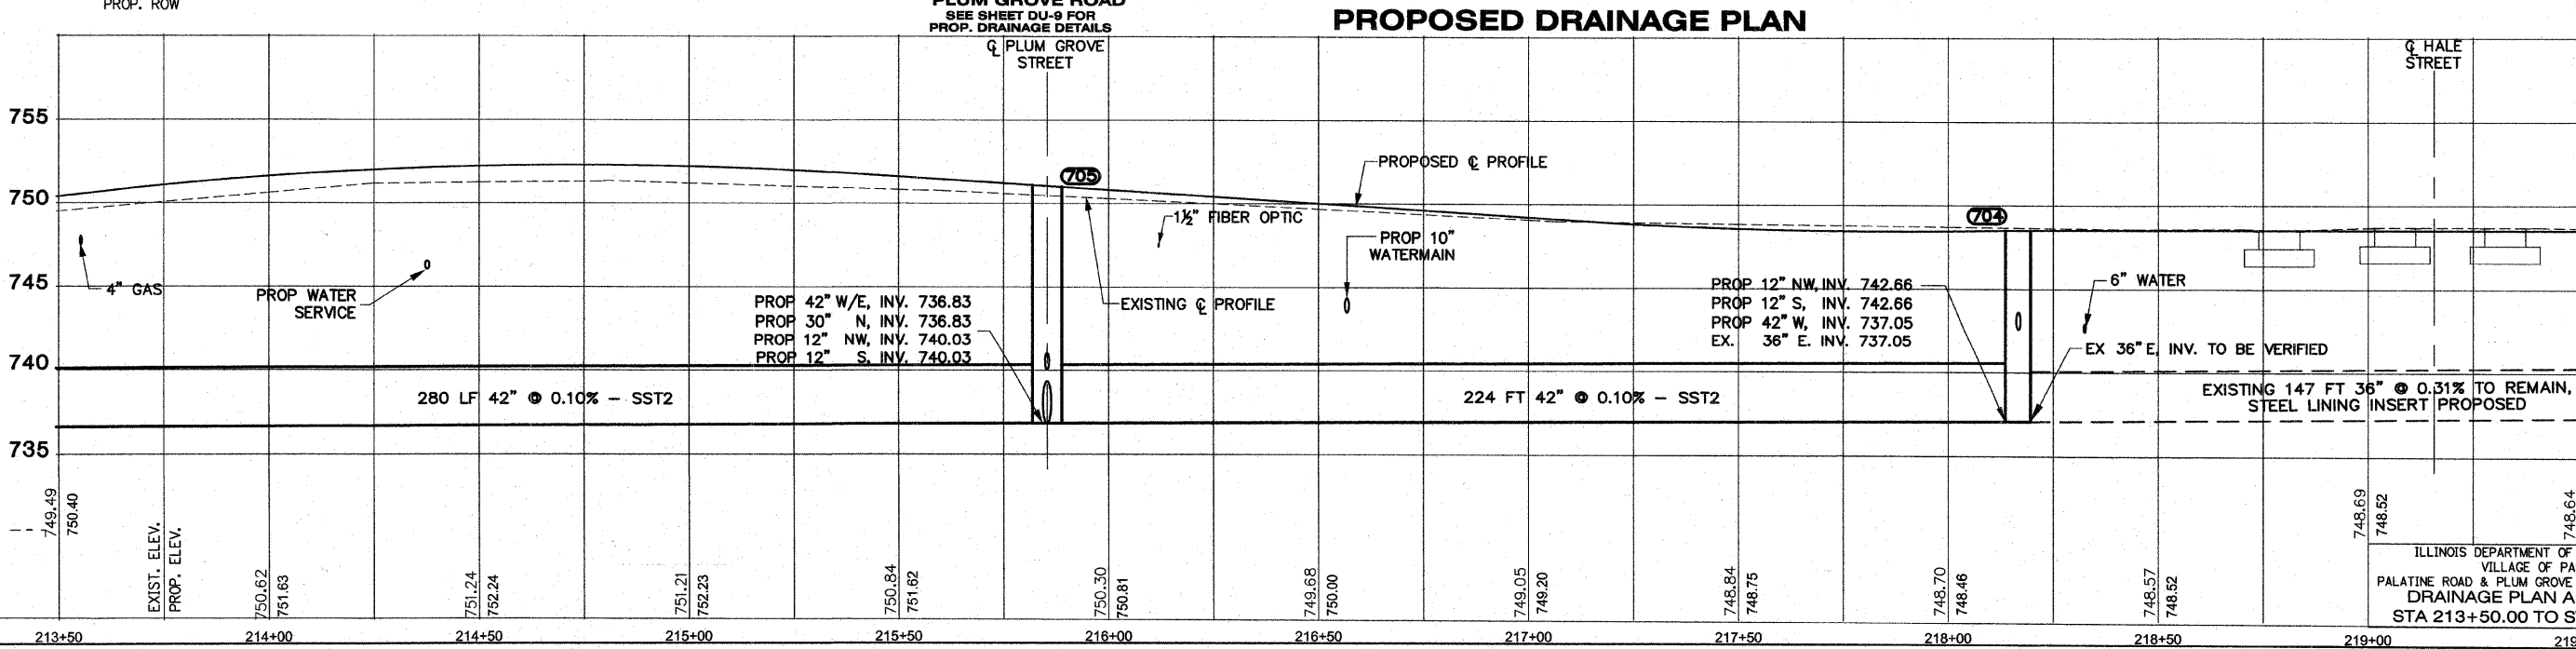 PROP. ROW
PLUM GROVE ROAD
SEE SHEET DU-9 FOR
PROP. DRAINAGE DETAILS
PROPOSED DRAINAGE PLAN
℄ PLUM GROVE
STREET
℄ HALE
STREET
755
750
745
740
735
705
704
PROPOSED ℄ PROFILE
1½" FIBER OPTIC
PROP 10"
WATERMAIN
EXISTING ℄ PROFILE
4" GAS
PROP WATER
SERVICE
PROP 42" W/E, INV. 736.83
PROP 30" N, INV. 736.83
PROP 12" NW, INV. 740.03
PROP 12" S, INV. 740.03
PROP 12" NW, INV. 742.66
PROP 12" S, INV. 742.66
PROP 42" W, INV. 737.05
EX. 36" E. INV. 737.05
6" WATER
EX 36" E, INV. TO BE VERIFIED
280 LF 42" @ 0.10% - SST2
224 FT 42" @ 0.10% - SST2
EXISTING 147 FT 36" @ 0.31% TO REMAIN,
STEEL LINING INSERT PROPOSED
749.49
750.40
EXIST. ELEV.
PROP. ELEV.
750.62
751.63
751.24
752.24
751.21
752.23
750.84
751.62
750.30
750.81
749.68
750.00
749.05
749.20
748.84
748.75
748.70
748.46
748.57
748.52
748.69
748.52
748.64
ILLINOIS DEPARTMENT OF
VILLAGE OF PA
PALATINE ROAD & PLUM GROVE
DRAINAGE PLAN A
STA 213+50.00 TO S
213+50
214+00
214+50
215+00
215+50
216+00
216+50
217+00
217+50
218+00
218+50
219+00
219